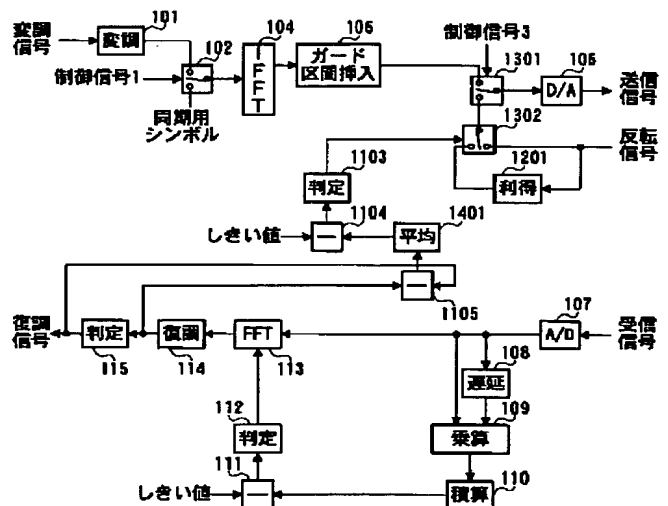 101
104
106
制御信号3
変調
信号
変調
102
IFFT
ガード
区間挿入
1301
105
制御信号1
D/A
送信
信号
同期用
シンボル
1302
反転
信号
1103
1201
判定
利得
1104
1401
しきい値
—
平均
—
1105
107
復調
信号
判定
復調
FFT
A/D
受信
信号
115
114
113
108
遅延
112
109
判定
乗算
111
110
しきい値
—
積算